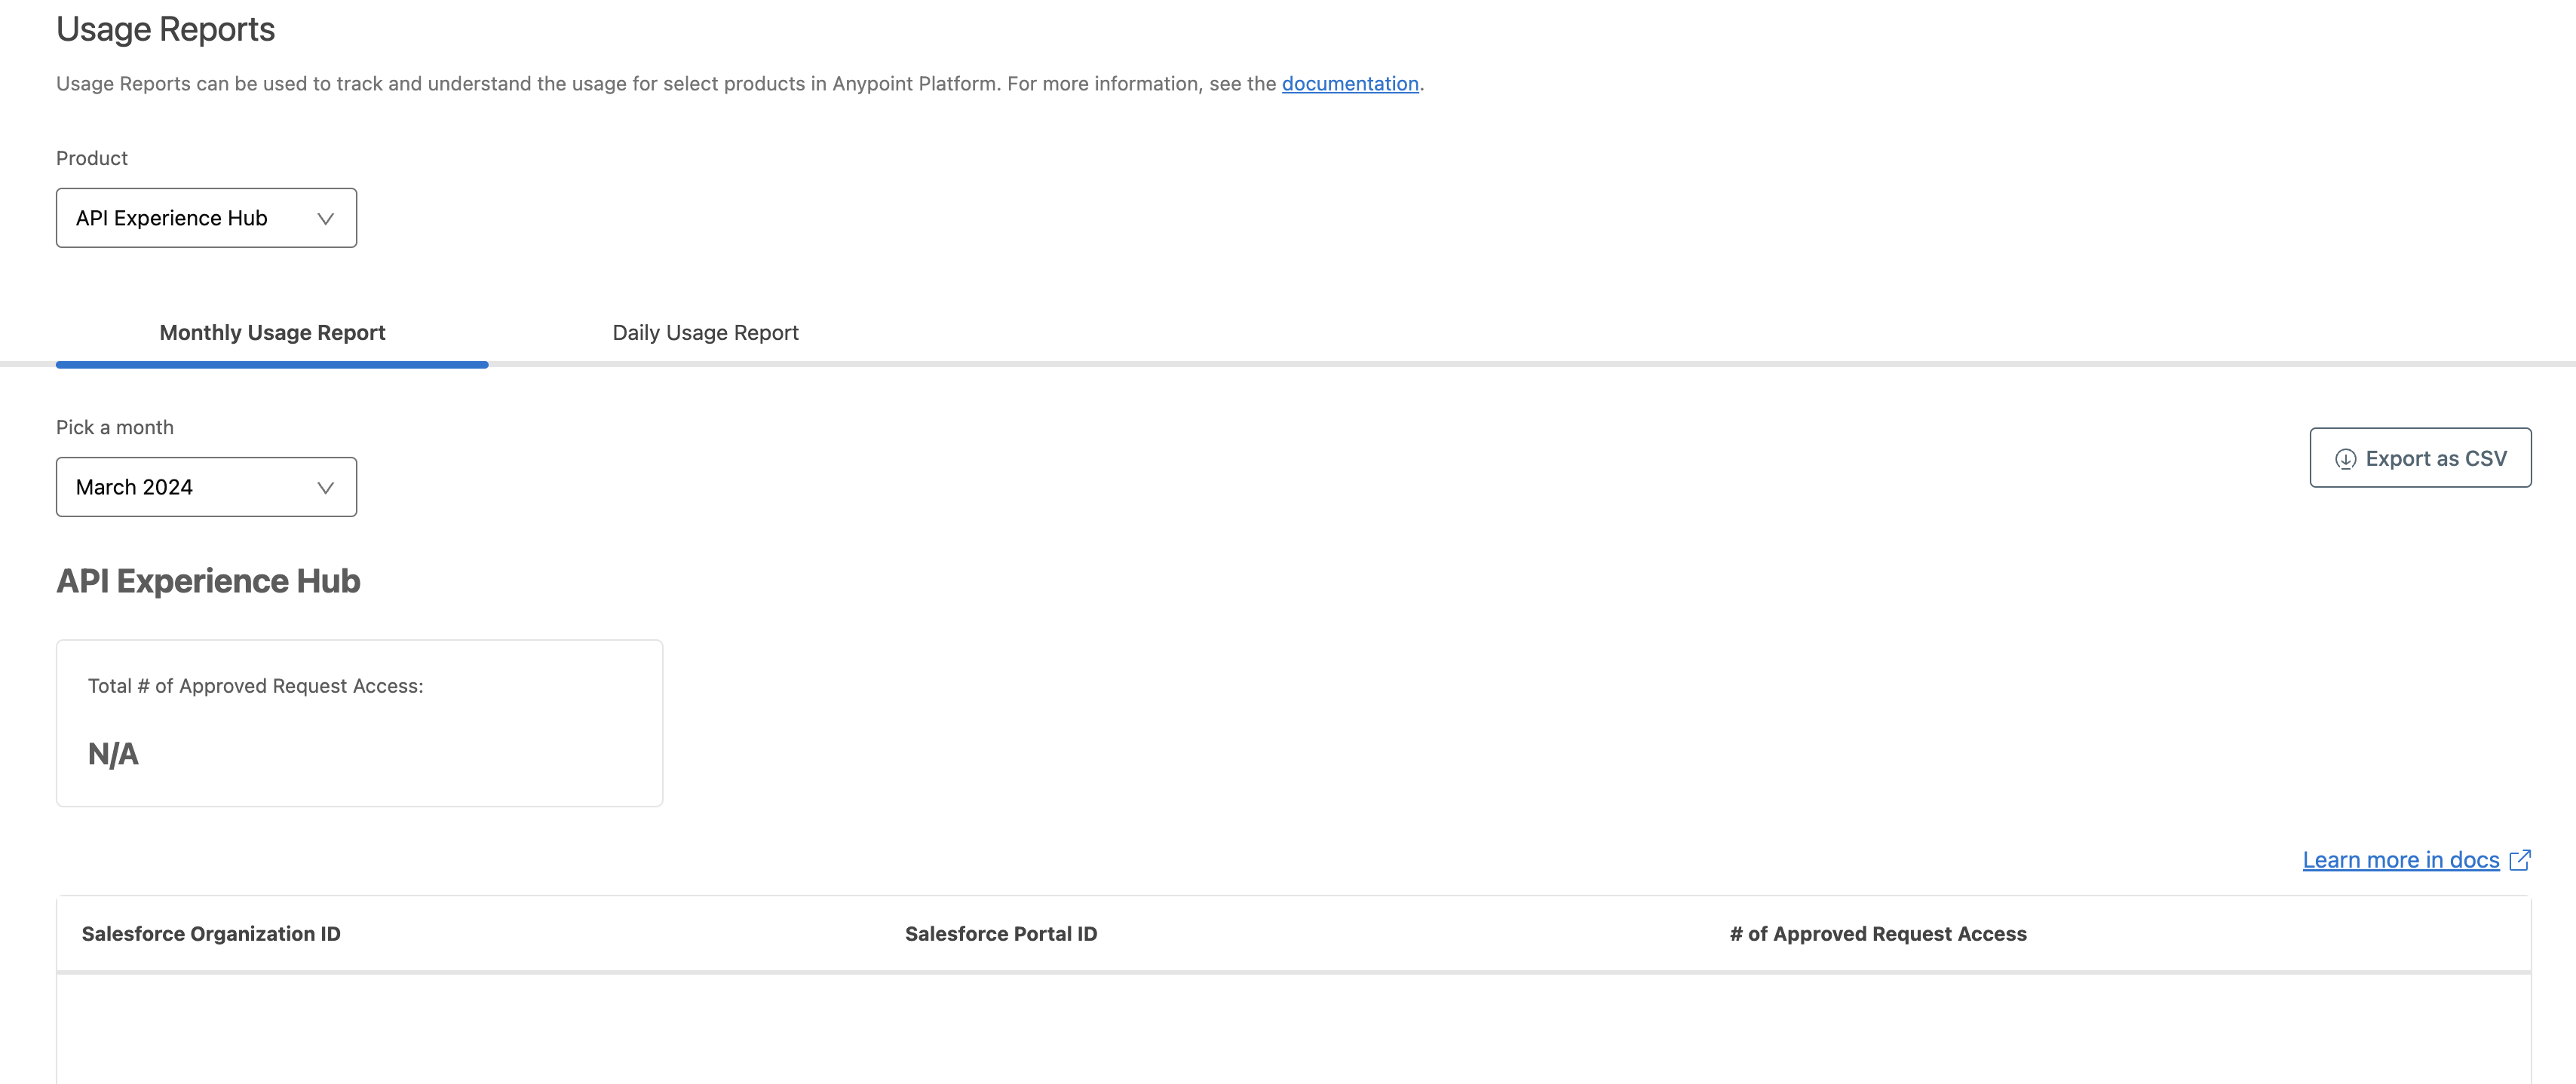 Usage Reports
Usage Reports can be used to track and understand the usage for select products in Anypoint Platform. For more information, see the documentation.
Product
API Experience Hub
Monthly Usage Report
Daily Usage Report
Pick a month
March 2024
Export as CSV
API Experience Hub
Total # of Approved Request Access:
N/A
Learn more in docs
Salesforce Organization ID
Salesforce Portal ID
# of Approved Request Access